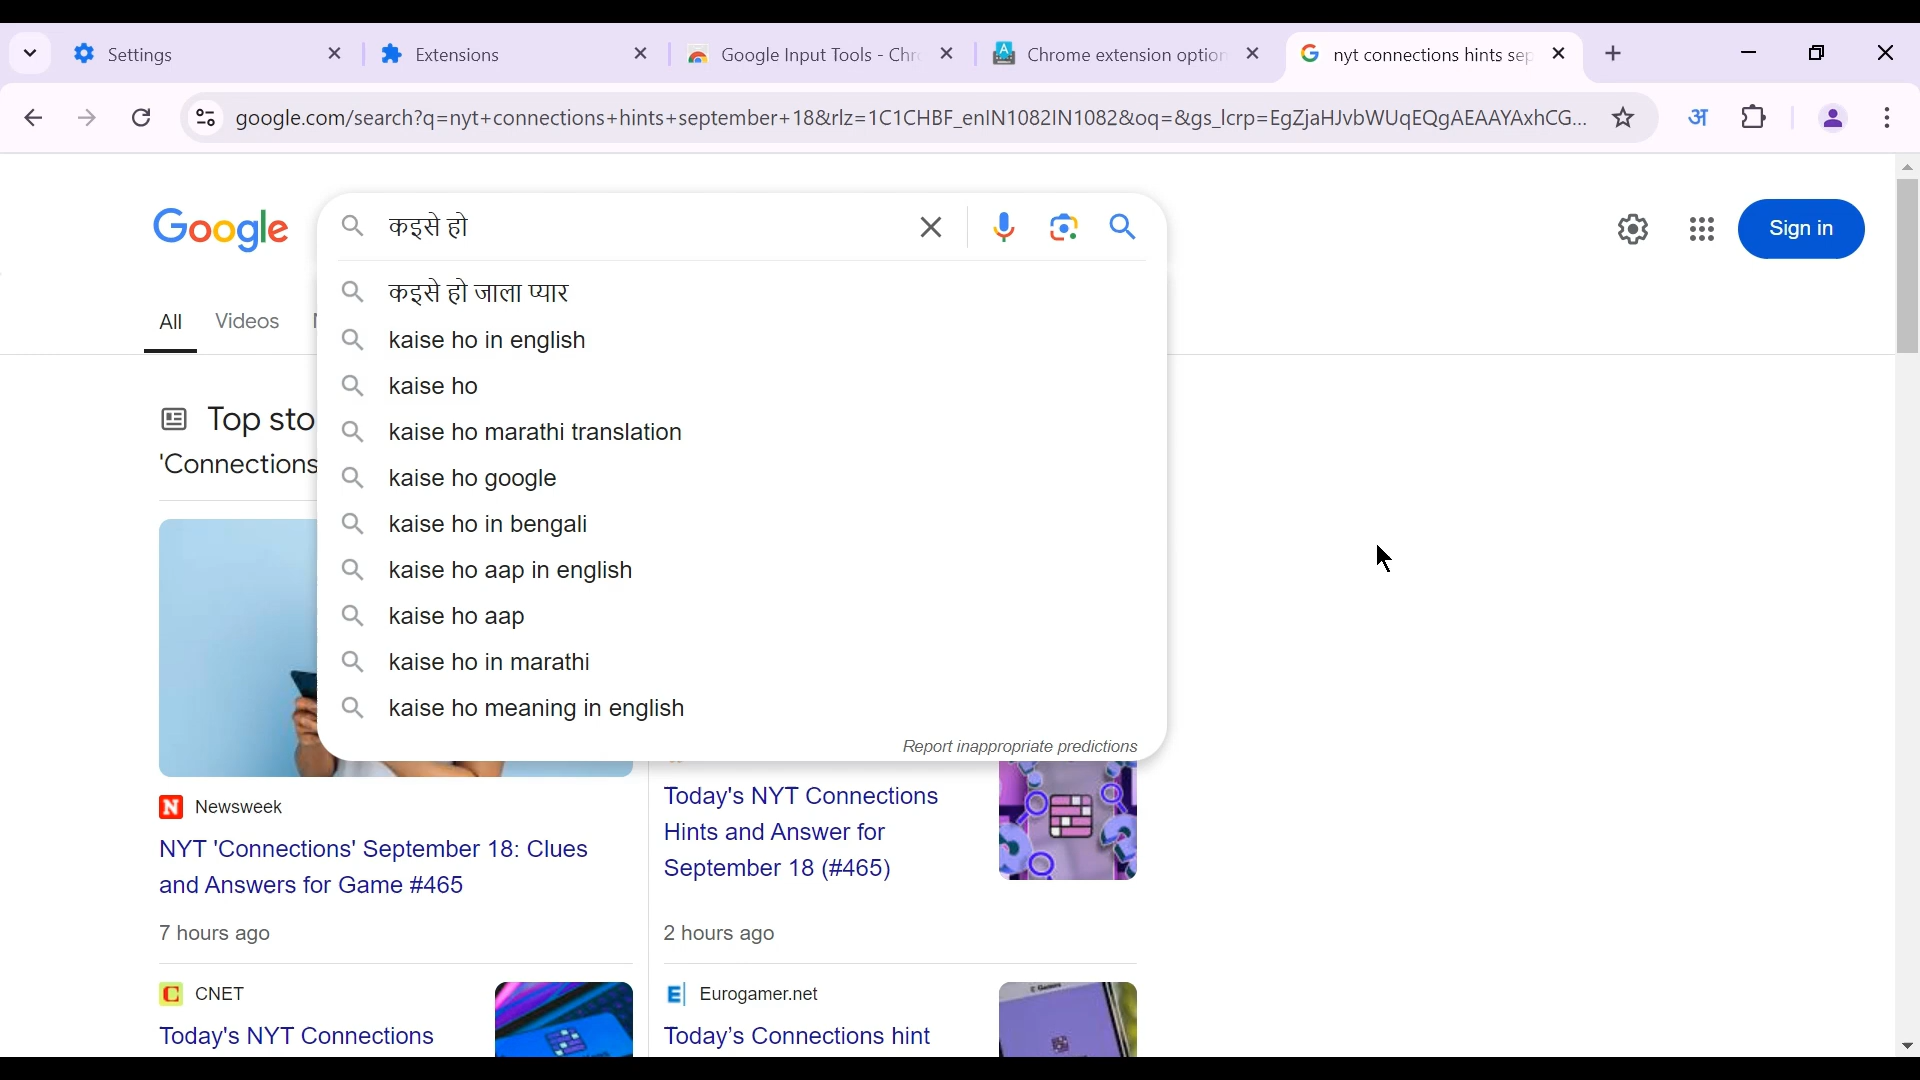 Settings
Extensions
Google Input Tools - Chr
Chrome extension option
nyt connections hints sep
google.com/search?q=nyt+connections+hints+september+18&rlz=1C1CHBF_enIN1082IN1082&oq=&gs_lcrp=EgZjaHJvbWUqEQgAEAAYAxhCG...
अ
Google
कइसे हो
Sign in
कइसे हो जाला प्यार
kaise ho in english
kaise ho
kaise ho marathi translation
kaise ho google
kaise ho in bengali
kaise ho aap in english
kaise ho aap
kaise ho in marathi
kaise ho meaning in english
Report inappropriate predictions
All
Videos
Top sto
'Connections
Newsweek
NYT 'Connections' September 18: Clues
and Answers for Game #465
7 hours ago
Today's NYT Connections
Hints and Answer for
September 18 (#465)
2 hours ago
CNET
Today's NYT Connections
Eurogamer.net
Today's Connections hint